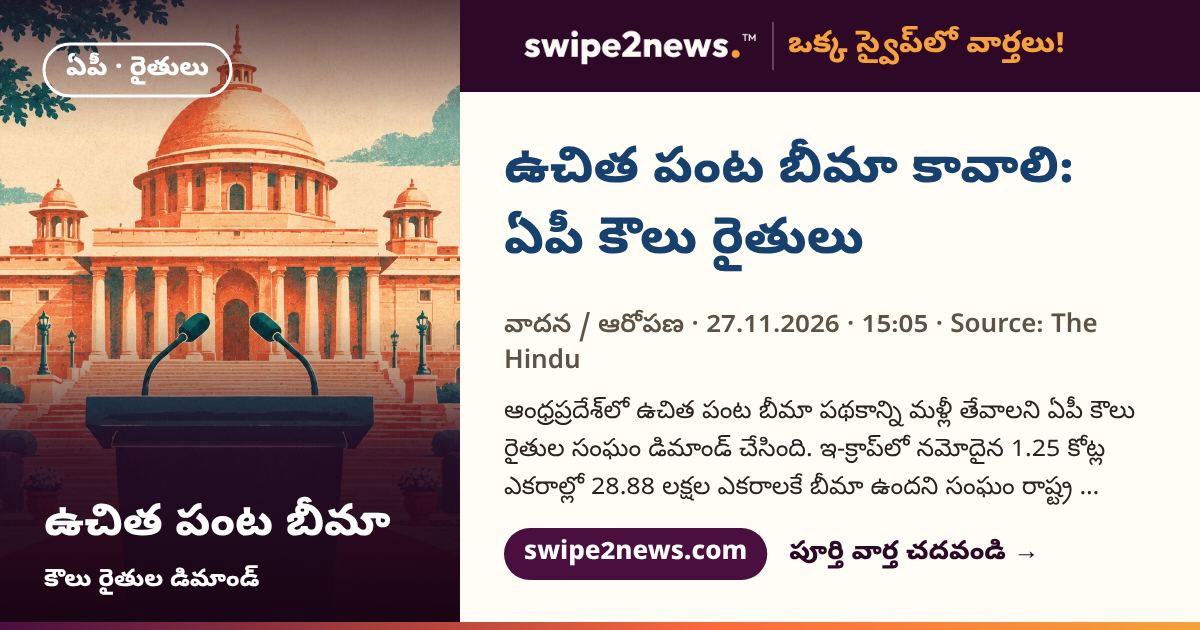 ఏపీ · రైతులు
ఉచిత పంట బీమా
కౌలు రైతుల డిమాండ్
swipe2news.™
ఒక్క స్వైప్‌లో వార్తలు!
ఉచిత పంట బీమా కావాలి:
ఏపీ కౌలు రైతులు
వాదన / ఆరోపణ · 27.11.2026 · 15:05 · Source: The
Hindu
ఆంధ్రప్రదేశ్‌లో ఉచిత పంట బీమా పథకాన్ని మళ్లీ తేవాలని ఏపీ కౌలు
రైతుల సంఘం డిమాండ్ చేసింది. ఇ-క్రాప్‌లో నమోదైన 1.25 కోట్ల
ఎకరాల్లో 28.88 లక్షల ఎకరాలకే బీమా ఉందని సంఘం రాష్ట్ర ...
swipe2news.com
పూర్తి వార్త చదవండి →